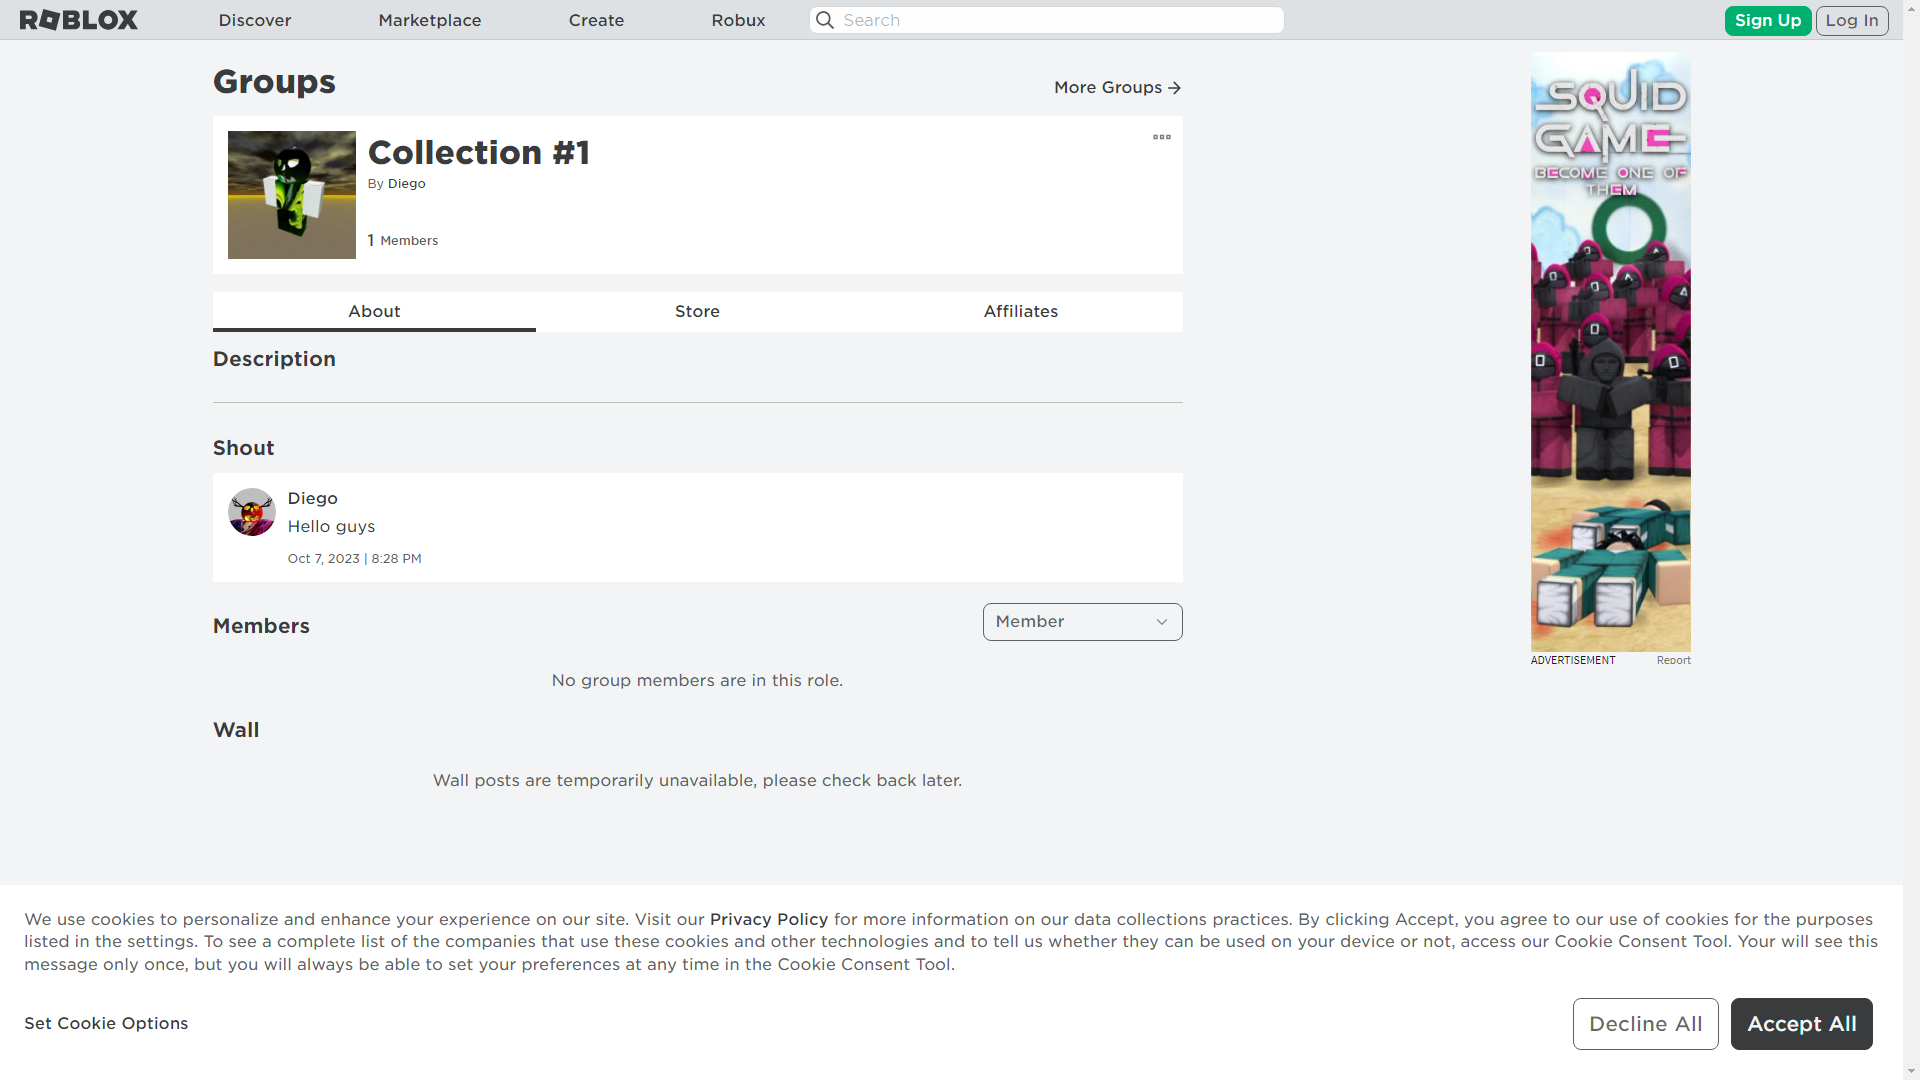 ROBLOX
Discover
Marketplace
Create
Robux
Search
Sign Up
Log In
Groups
More Groups
Collection #1
By Diego
1 Members
About
Store
Affiliates
Description
Shout
Diego
Hello guys
Oct 7, 2023 | 8:28 PM
Members
Member
No group members are in this role.
Wall
Wall posts are temporarily unavailable, please check back later.
SQUID
GAME
BECOME ONE OF
THEM
ADVERTISEMENT
Report
We use cookies to personalize and enhance your experience on our site. Visit our Privacy Policy for more information on our data collections practices. By clicking Accept, you agree to our use of cookies for the purposes
listed in the settings. To see a complete list of the companies that use these cookies and other technologies and to tell us whether they can be used on your device or not, access our Cookie Consent Tool. Your will see this
message only once, but you will always be able to set your preferences at any time in the Cookie Consent Tool.
Set Cookie Options
Decline All
Accept All